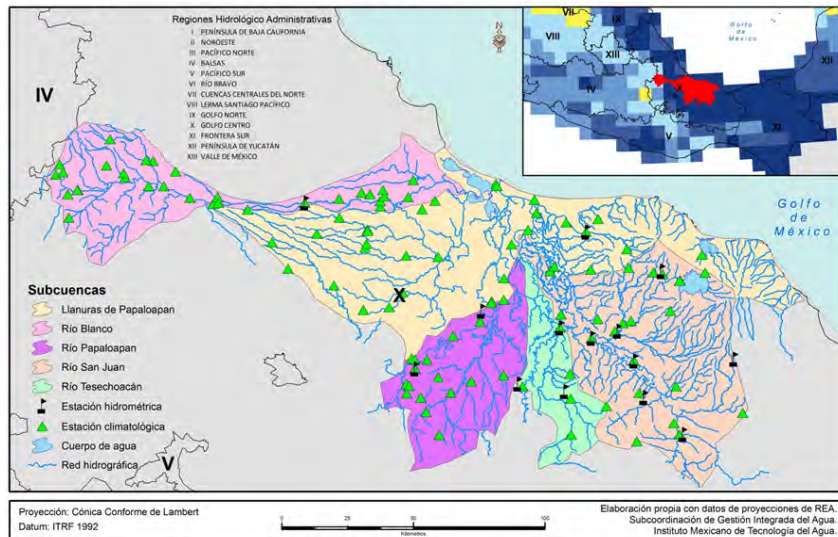 Regiones Hidrológico Administrativas
I PENÍNSULA DE BAJA CALIFORNIA
II NOROESTE
III PACÍFICO NORTE
IV BALSAS
V PACÍFICO SUR
VI RÍO BRAVO
VII CUENCAS CENTRALES DEL NORTE
VIII LERMA SANTIAGO PACÍFICO
IX GOLFO NORTE
X GOLFO CENTRO
XI FRONTERA SUR
XII PENÍNSULA DE YUCATÁN
XIII VALLE DE MÉXICO
VII
IX
Golfo de
México
VIII
XIII
XII
IV
X
V
XI
IV
Golfo
de
México
X
V
Subcuencas
Llanuras de Papaloapan
Río Blanco
Río Papaloapan
Río San Juan
Río Tesechoacán
Estación hidrométrica
Estación climatológica
Cuerpo de agua
Red hidrográfica
Proyección: Cónica Conforme de Lambert
Datum: ITRF 1992
0 25 50 100
Kilómetros
Elaboración propia con datos de proyecciones de REA.
Subcoordinación de Gestión Integrada del Agua.
Instituto Mexicano de Tecnología del Agua.